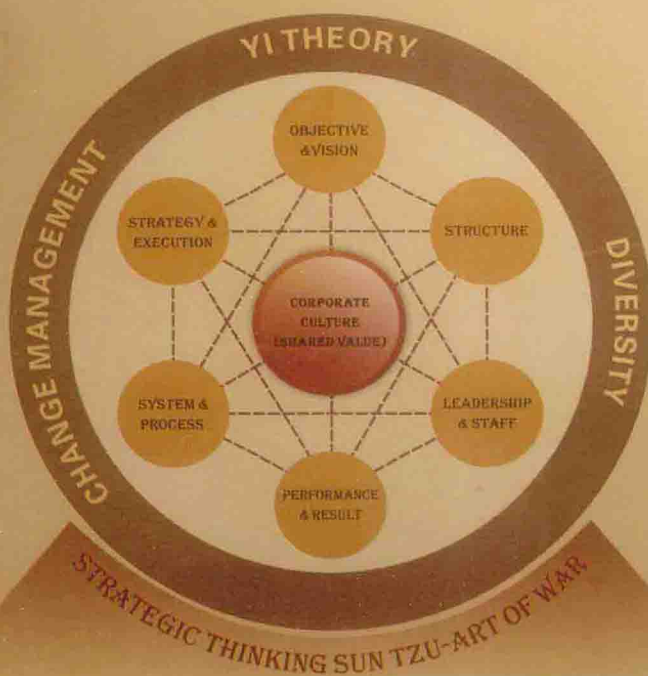 YI THEORY
CHANGE MANAGEMENT
DIVERSITY
OBJECTIVE
& VISION
STRATEGY &
EXECUTION
STRUCTURE
CORPORATE
CULTURE
(SHARED VALUE)
SYSTEM &
PROCESS
LEADERSHIP
& STAFF
PERFORMANCE
& RESULT
STRATEGIC THINKING SUN TZU-ART OF WAR